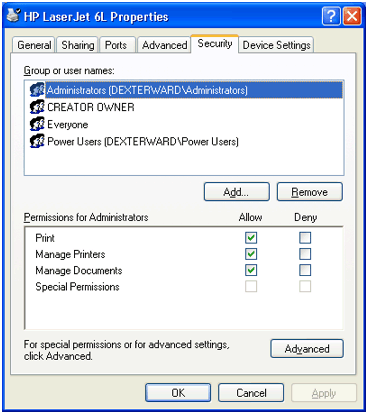 HP LaserJet 6L Properties
General Sharing Ports Advanced Security Device Settings
Group or user names:
Administrators (DEXTERWARD\Administrators)
CREATOR OWNER
Everyone
Power Users (DEXTERWARD\Power Users)
Add... Remove
Permissions for Administrators Allow Deny
Print
Manage Printers
Manage Documents
Special Permissions
For special permissions or for advanced settings,
click Advanced.
Advanced
OK Cancel Apply